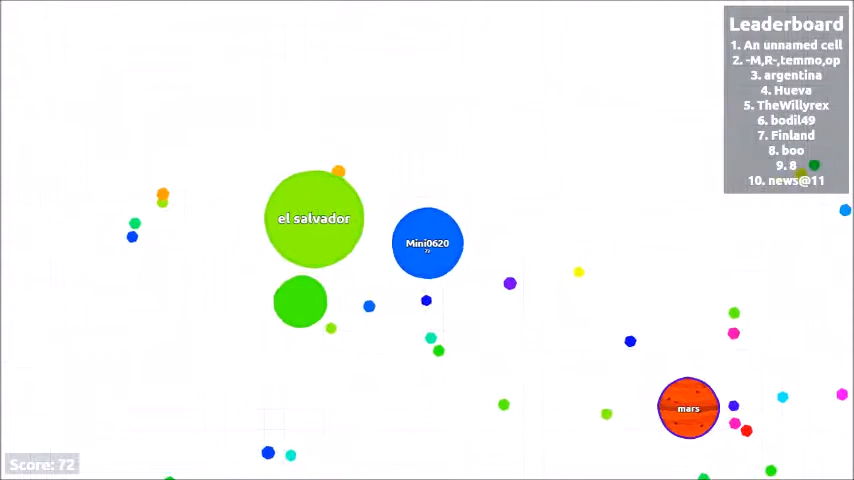 Leaderboard
1. An unnamed cell
2. -M,R-,temmo,op
3. argentina
4. Hueva
5. TheWillyrex
6. bodil49
7. Finland
8. boo
9. 8
10. news@11
el salvador
Mini0620
72
mars
Score: 72